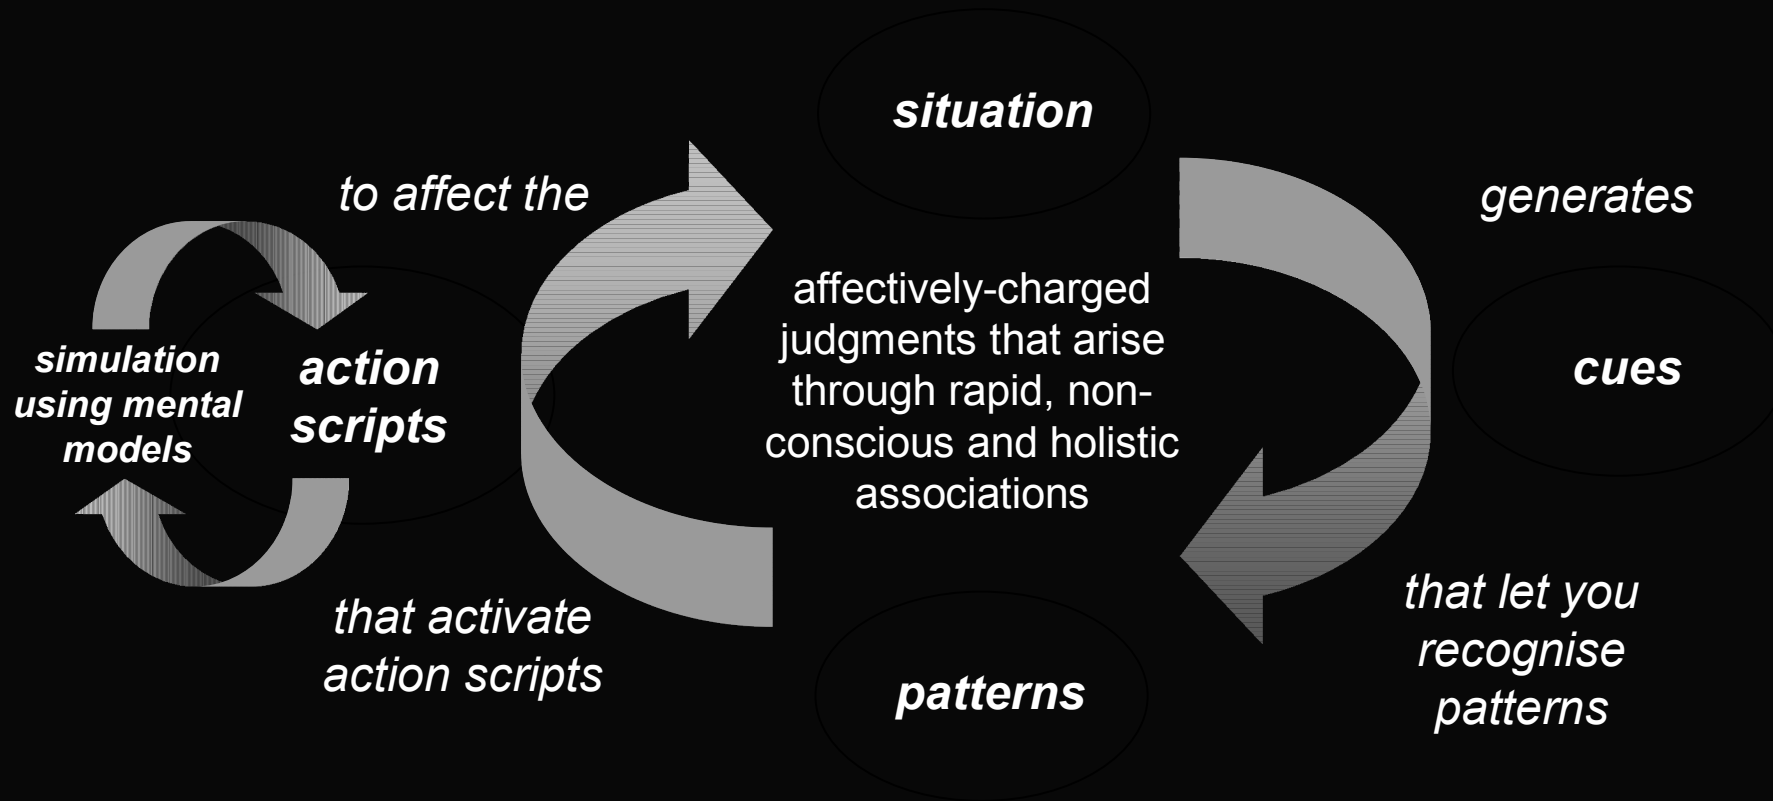 situation
generates
cues
that let you
recognise
patterns
patterns
that activate
action scripts
action
scripts
simulation
using mental
models
to affect the
affectively-charged
judgments that arise
through rapid, non-
conscious and holistic
associations